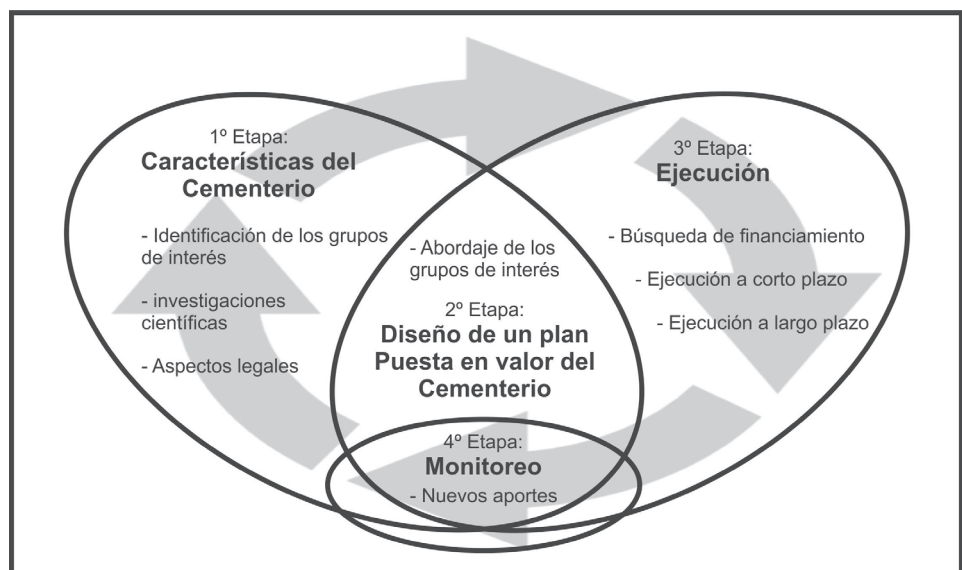 1º Etapa:
Característícas del
Cementerio
- Identificación de los grupos
de interés
- investigaciones
científicas
- Aspectos legales
- Abordaje de los
grupos de interés
2º Etapa:
Diseño de un plan
Puesta en valor del
Cementerio
4º Etapa:
Monitoreo
- Nuevos aportes
3º Etapa:
Ejecución
- Búsqueda de financiamiento
- Ejecución a corto plazo
- Ejecución a largo plazo